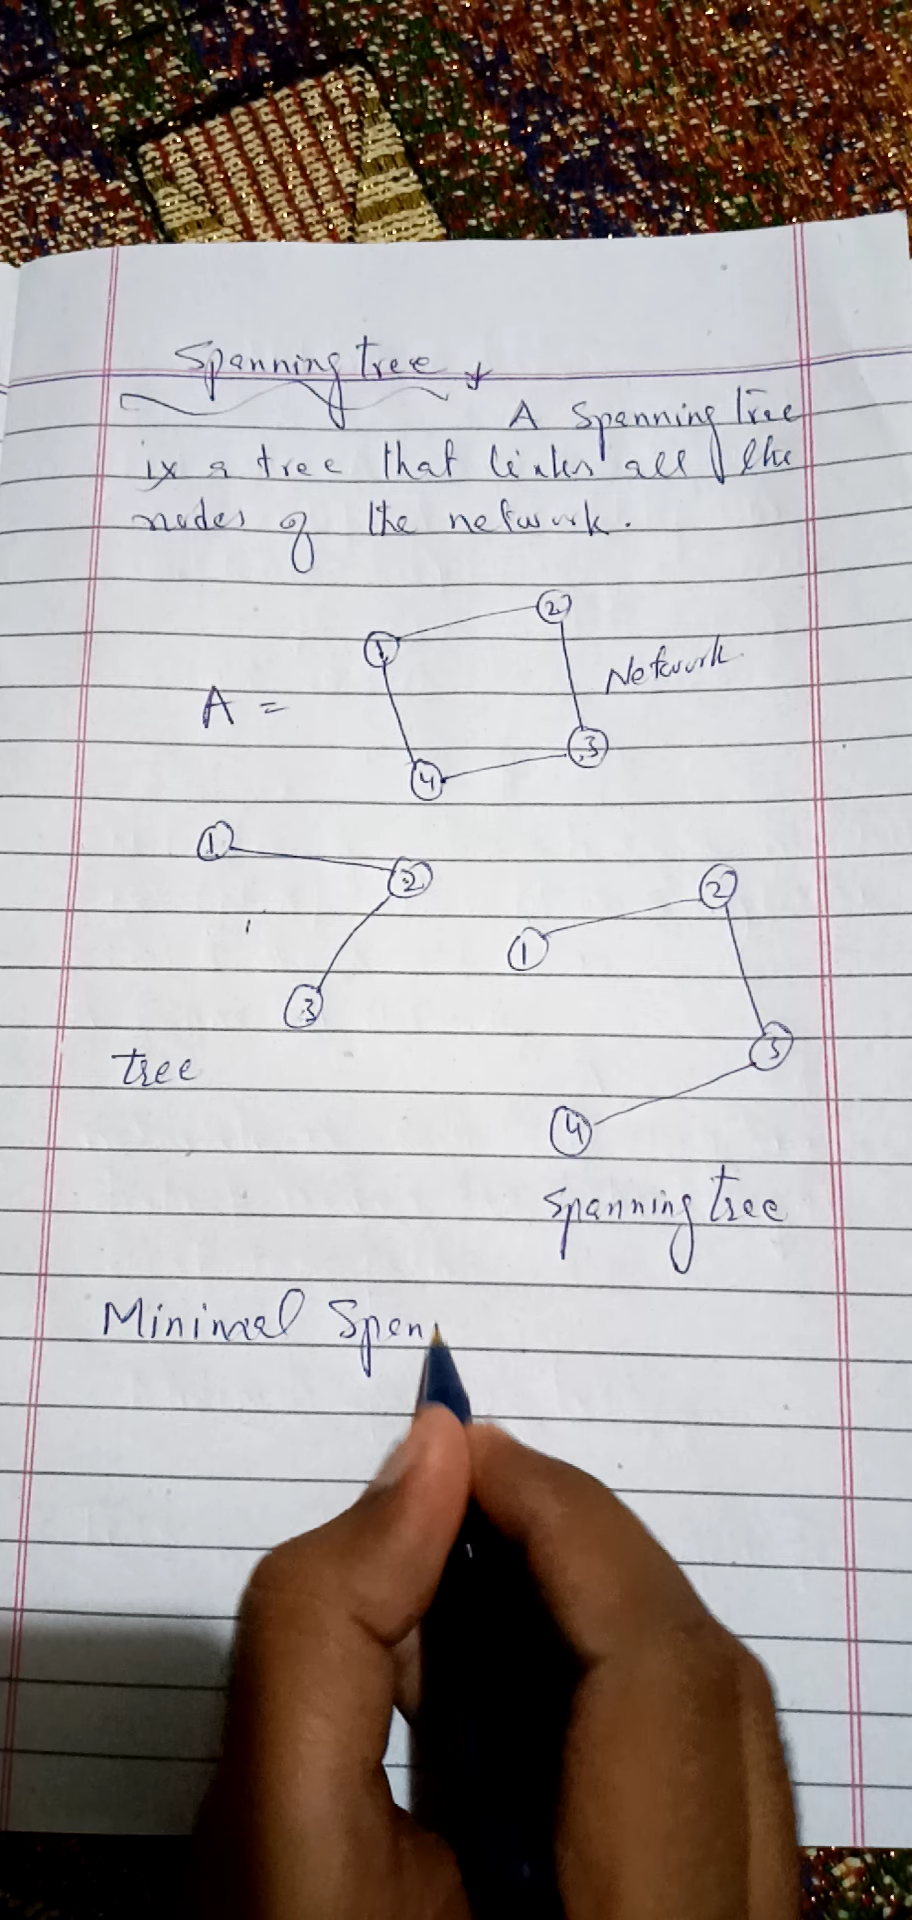 Spanning tree
A Spanning tree
is a tree that links all the
nodes of the network.
2
1
Network
A =
3
4
1
2
2
1
3
3
tree
4
Spanning tree
Minimal Span